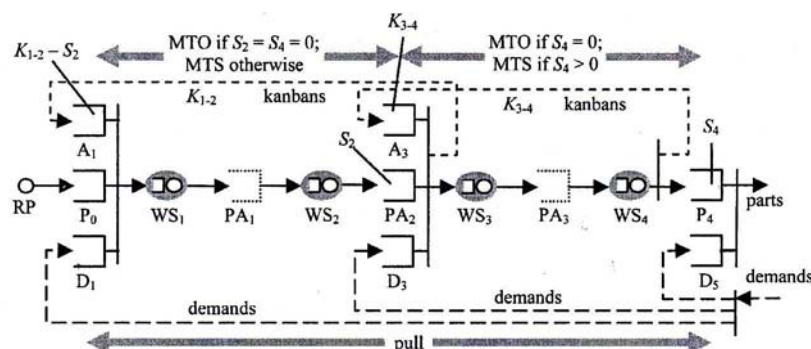 K3-4
K1-2 – S2
MTO if S2 = S4 = 0;
MTS otherwise
MTO if S4 = 0;
MTS if S4 > 0
K1-2 kanbans
K3-4 kanbans
A1
A3
S2
S4
RP
P0
WS1
PA1
WS2
PA2
WS3
PA3
WS4
P4
parts
D1
D3
D5
demands
demands
demands
pull